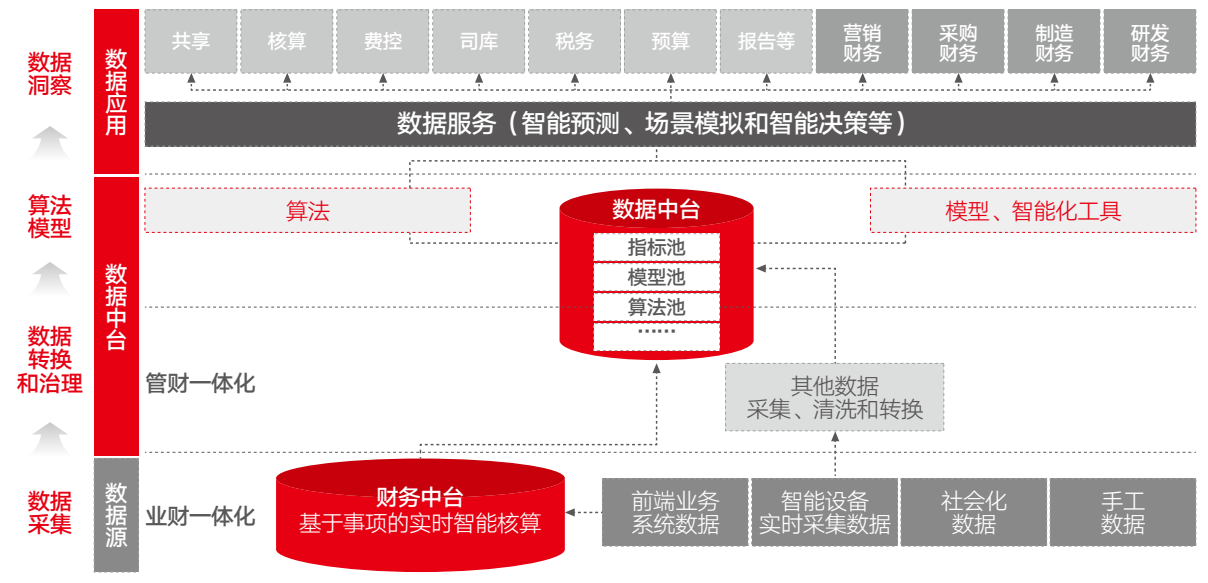 数据
洞察
算法
模型
数据
转换
和治理
数据
采集
数据应用
数据中台
数据源
共享
核算
费控
司库
税务
预算
报告等
营销
财务
采购
财务
制造
财务
研发
财务
数据服务（智能预测、场景模拟和智能决策等）
算法
数据中台
模型、智能化工具
指标池
模型池
算法池
……
管财一体化
其他数据
采集、清洗和转换
业财一体化
财务中台
基于事项的实时智能核算
前端业务
系统数据
智能设备
实时采集数据
社会化
数据
手工
数据